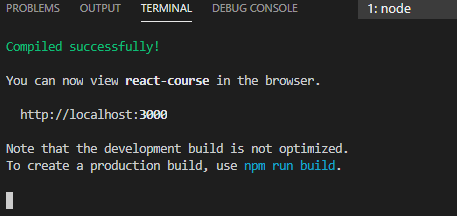 PROBLEMS OUTPUT TERMINAL DEBUG CONSOLE 1: node
Compiled successfully!
You can now view react-course in the browser.
http://localhost:3000
Note that the development build is not optimized.
To create a production build, use npm run build.